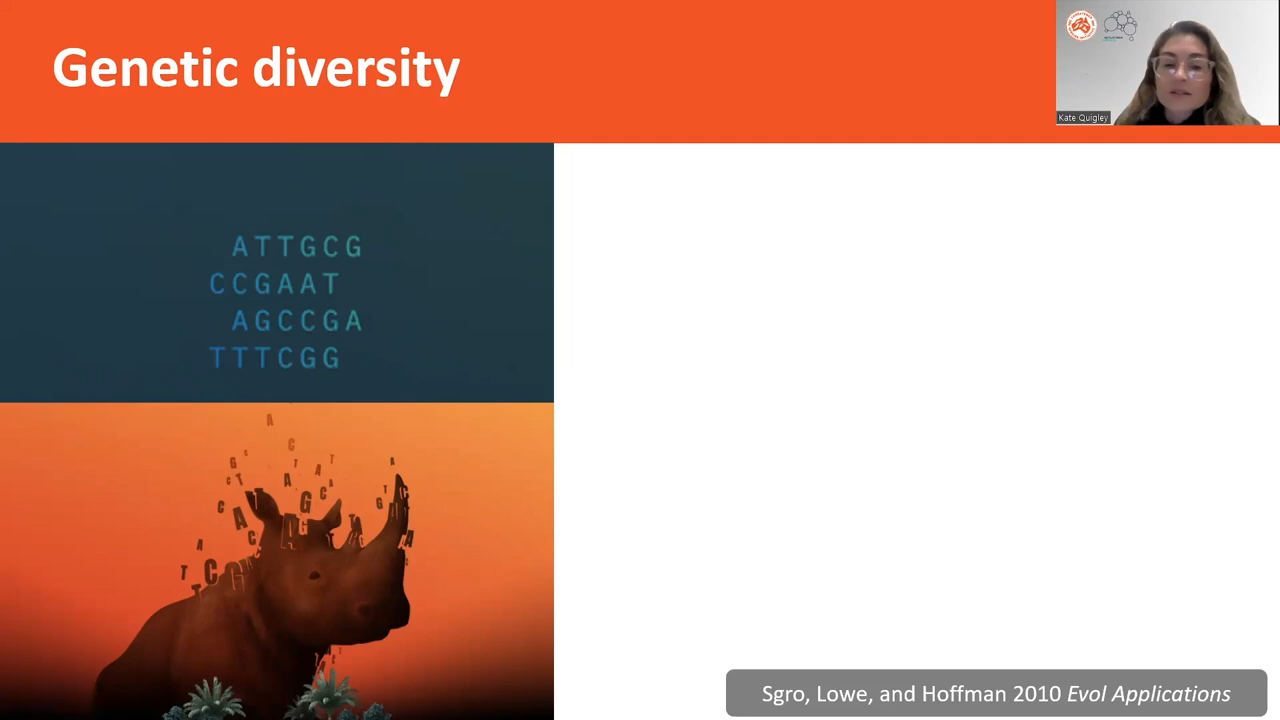 Genetic diversity
Kate Quigley
ATTGCG
CCGAAT
AGCCGA
TTTCGG
Sgro, Lowe, and Hoffman 2010 Evol Applications